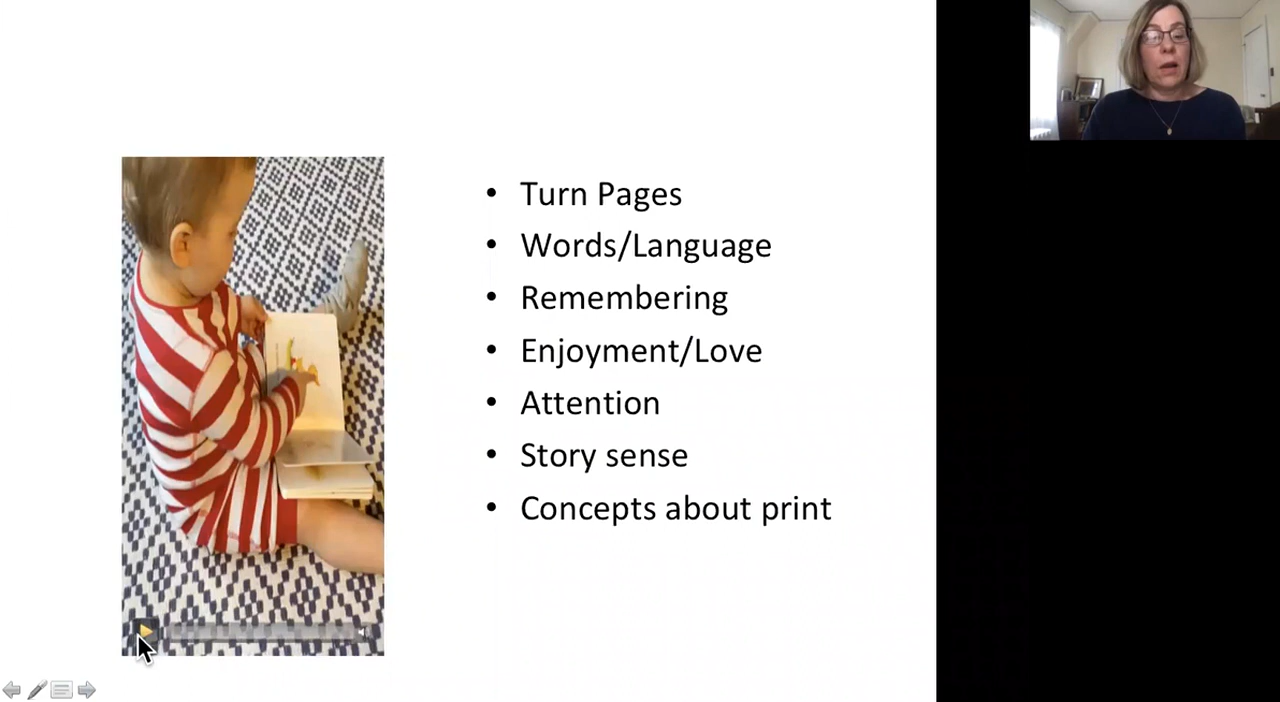 • Turn Pages
• Words/Language
• Remembering
• Enjoyment/Love
• Attention
• Story sense
• Concepts about print